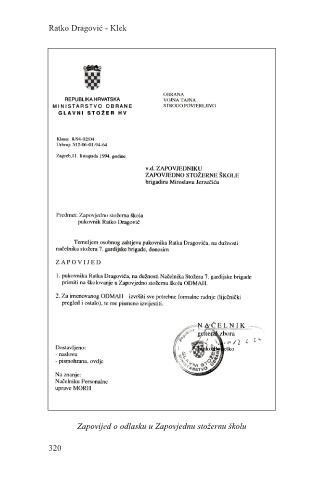 Ratko Dragović - Klek
REPUBLIKA HRVATSKA
MINISTARSTVO OBRANE
GLAVNI STOŽER HV
OBRANA
VOJNA TAJNA
STROGO POVJERLJIVO
Klasa: 8/94-02/04
Urbroj: 512-06-01/94-64
Zagreb, 11. listopada 1994. godine
v.d. ZAPOVJEDNIKU
ZAPOVJEDNO STOŽERNE ŠKOLE
brigadiru Miroslavu Jerzečiću
Predmet: Zapovjedno stožerna škola
pukovnik Ratko Dragović
Temeljem osobnog zahtjeva pukovnika Ratka Dragovića, na dužnosti
načelnika stožera 7. gardijske brigade, donosim
Z A P O V I J E D
1. pukovnika Ratka Dragovića, na dužnosti Načelnika Stožera 7. gardijske brigade
primiti na školovanje u Zapovjedno stožernu školu ODMAH.
2. Za imenovanog ODMAH izvršiti sve potrebne formalne radnje (liječnički
pregled i ostalo), te me pismeno izvijestiti.
N A Č E L N I K
general zbora
Dostavljeno:
- naslovu
- pismohrana, ovdje
Na znanje:
Načelniku Personalne
uprave MORH
Zapovijed o odlasku u Zapovjednu stožernu školu
320